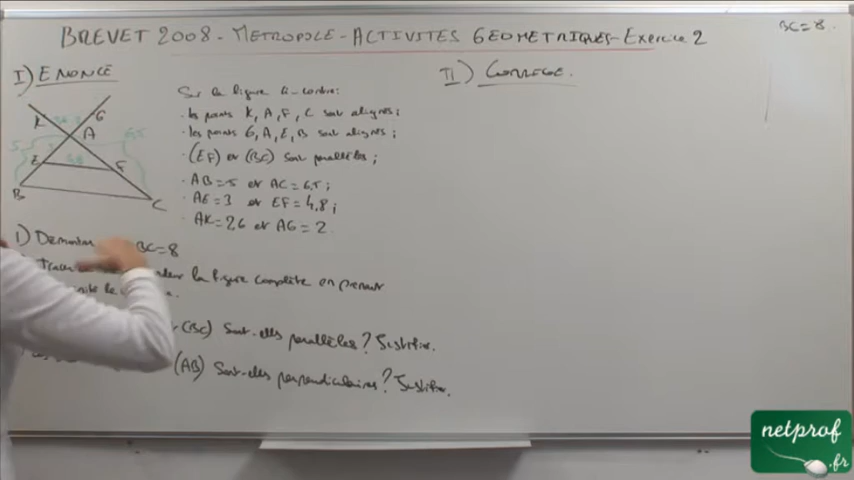 BREVET 2008 - METROPOLE - ACTIVITES GEOMETRIQUES - Exercice 2
BC=8
I) ENONCE
II) CORRIGE.
Sur la figure ci-contre:
· les points K, A, F, C sont alignés;
· les points G, A, E, B sont alignés;
· (EF) et (BC) sont parallèles;
· AB=5 et AC=6,5;
· AE=3 et EF=4,8;
· AK=2,6 et AG=2.
K
G
A
5
6,5
E
B
C
1) BC=8
la figure complète en prenant
(BC) Sont-elles parallèles? Justifier.
(AB) Sont-elles perpendiculaires? Justifier.
netprof
.fr